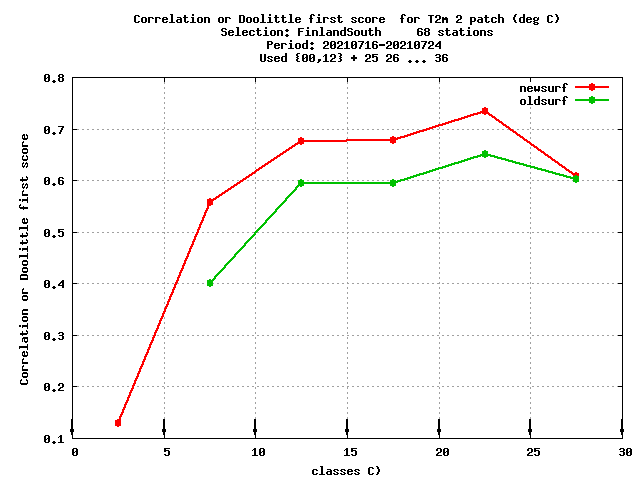 Correlation or Doolittle first score  for T2m 2 patch (deg C)
Selection: FinlandSouth     68 stations
Period: 20210716-20210724
Used {00,12} + 25 26 ... 36
newsurf
oldsurf
Correlation or Doolittle first score
0.8
0.7
0.6
0.5
0.4
0.3
0.2
0.1
0 5 10 15 20 25 30
classes C)